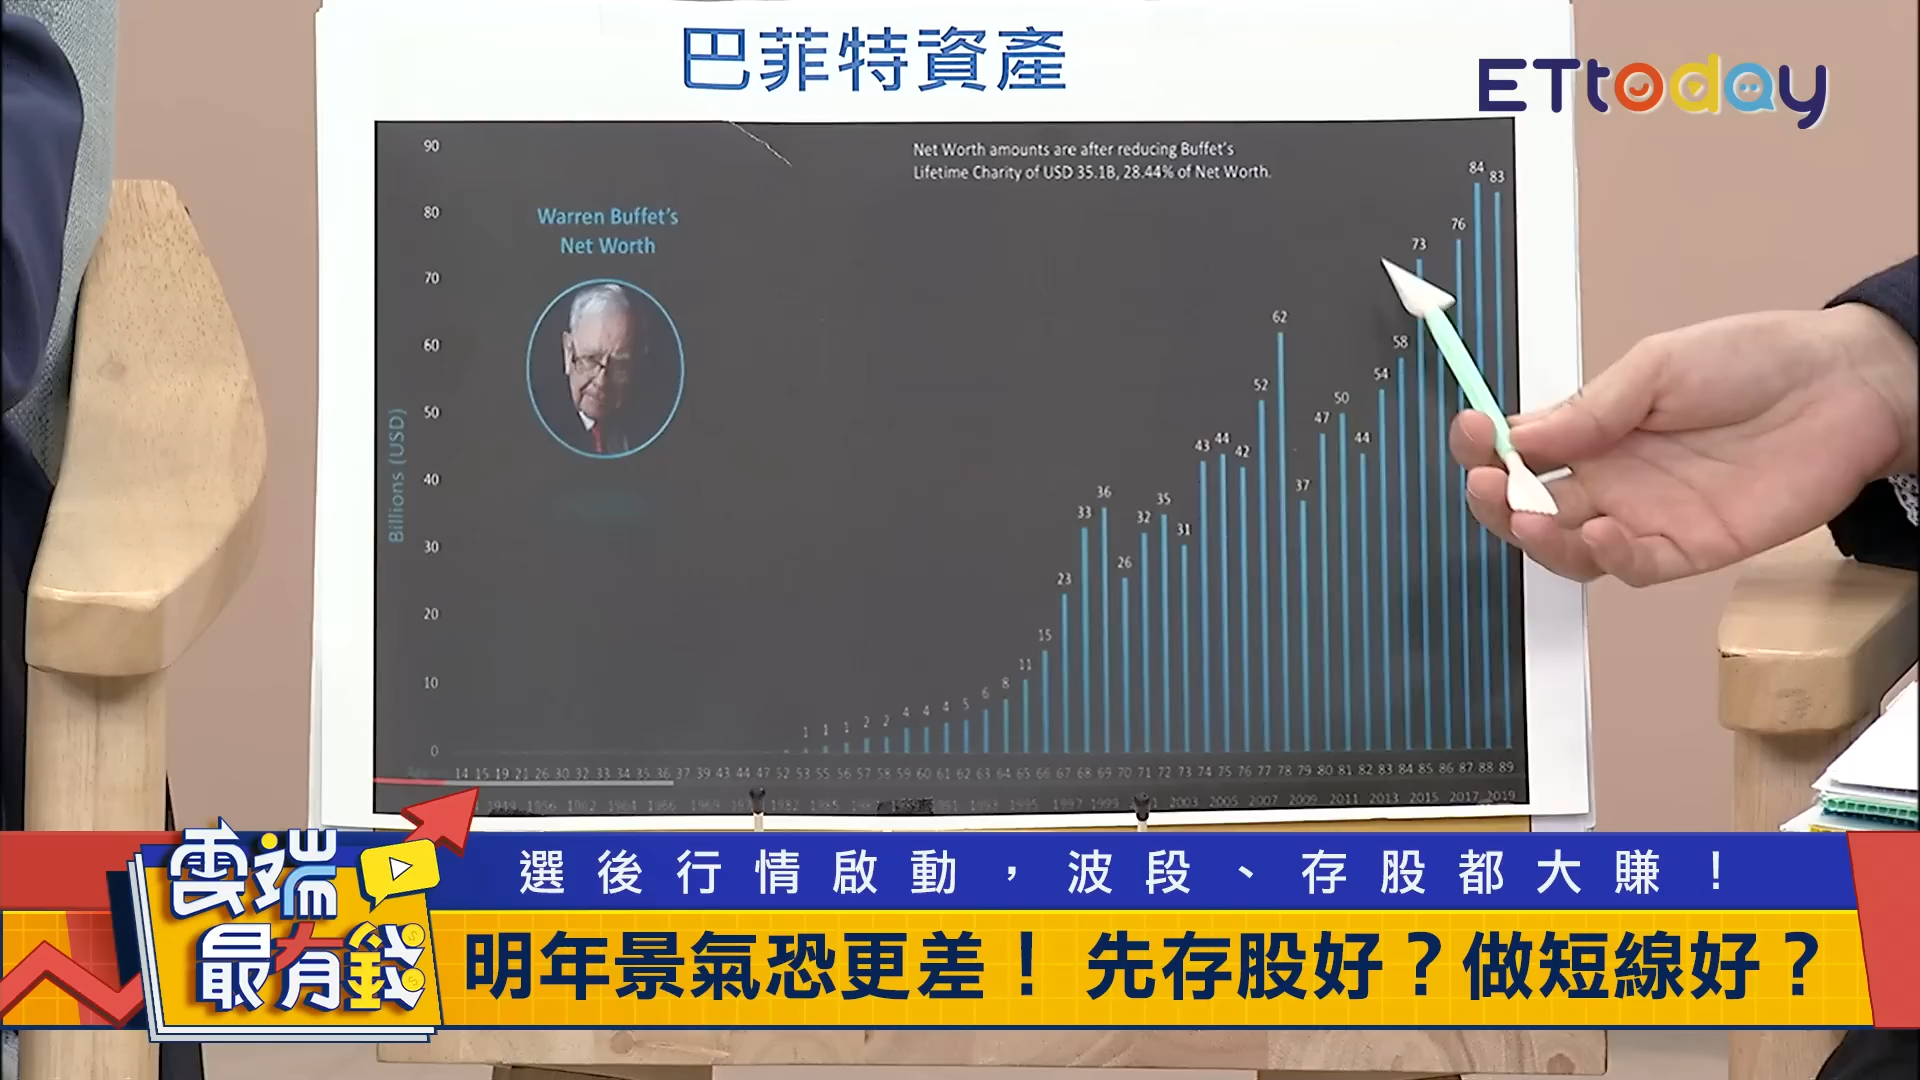 巴菲特資產
ETtoday
Net Worth amounts are after reducing Buffet's
Lifetime Charity of USD 35.1B, 28.44% of Net Worth.
Warren Buffet's
Net Worth
Billions (USD)
90
80
70
60
50
40
30
20
10
0
1 1 1 2 2 4 4 4 5 6 8 11 15 23 33 36 26 32 35 31 43 44 42 52 62 37 47 50 44 54 58 73 76 84 83
14 15 19 21 26 30 32 33 34 35 36 37 39 43 44 47 52 53 55 56 57 58 59 60 61 62 63 64 65 66 67 68 69 70 71 72 73 74 75 76 77 78 79 80 81 82 83 84 85 86 87 88 89
1995 1997 1999 2003 2005 2007 2009 2011 2013 2015 2017 2019
雲端
最有錢
選後行情啟動，波段、存股都大賺！
明年景氣恐更差！先存股好？做短線好？